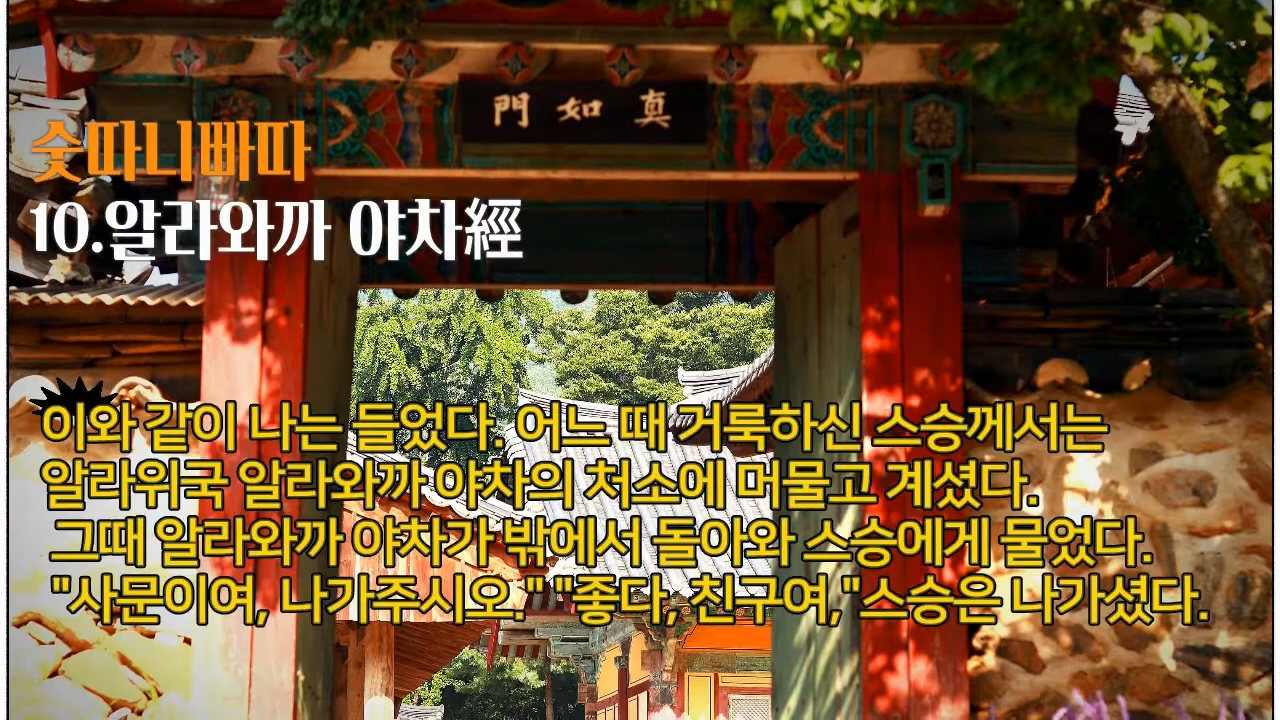 門 如 真
숫따니빠따
10.알라와까 야차經
이와 같이 나는 들었다. 어느 때 거룩하신 스승께서는
알라위국 알라와까 야차의 처소에 머물고 계셨다.
그때 알라와까 야차가 밖에서 돌아와 스승에게 물었다.
"사문이여, 나가주시오." "좋다, 친구여,"스승은 나가셨다.